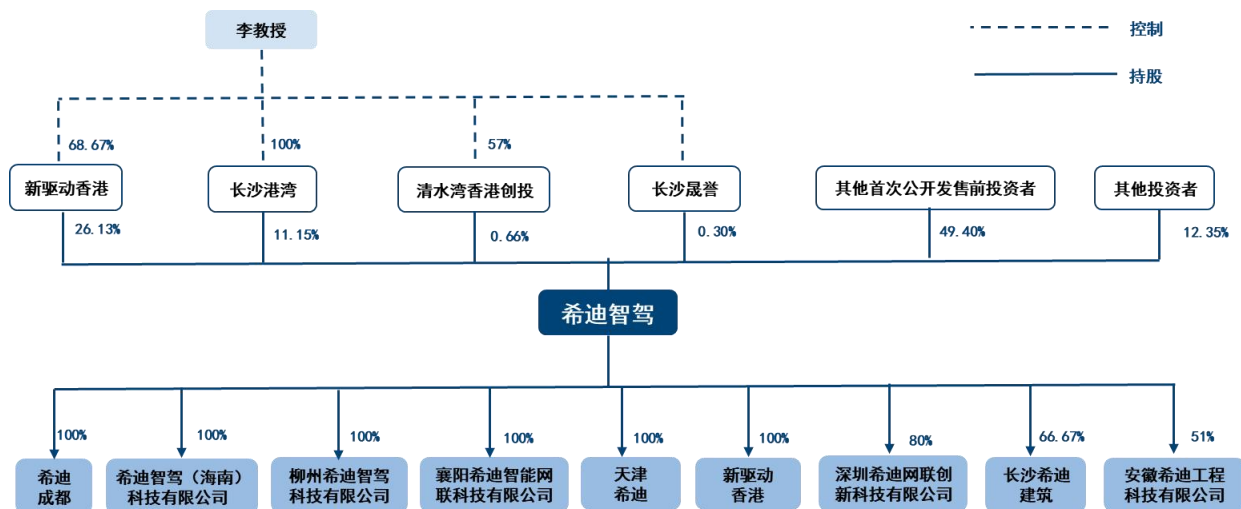 李教授
控制
持股
68.67%
100%
57%
新驱动香港
长沙港湾
清水湾香港创投
长沙晟誉
其他首次公开发售前投资者
其他投资者
26.13%
11.15%
0.66%
0.30%
49.40%
12.35%
希迪智驾
100%
100%
100%
100%
100%
100%
80%
66.67%
51%
希迪
成都
希迪智驾（海南）
科技有限公司
柳州希迪智驾
科技有限公司
襄阳希迪智能网
联科技有限公司
天津
希迪
新驱动
香港
深圳希迪网联创
新科技有限公司
长沙希迪
建筑
安徽希迪工程
科技有限公司